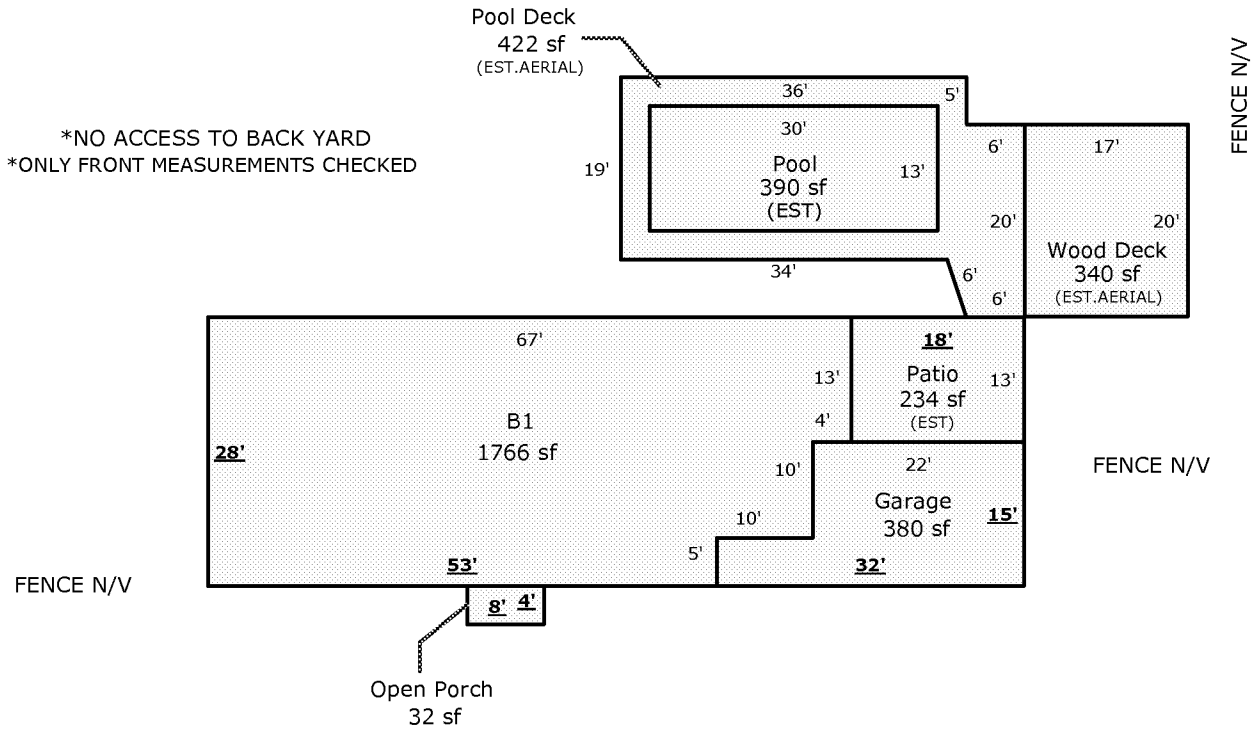 Pool Deck
422 sf
(EST.AERIAL)
FENCE N/V
*NO ACCESS TO BACK YARD
*ONLY FRONT MEASUREMENTS CHECKED
36'
5'
30'
Pool
390 sf
(EST)
13'
19'
6'
17'
20'
20'
Wood Deck
340 sf
(EST.AERIAL)
34'
6'
6'
67'
13'
4'
18'
Patio
234 sf
(EST)
13'
B1
1766 sf
28'
10'
10'
5'
53'
22'
Garage
380 sf
15'
32'
FENCE N/V
FENCE N/V
8'
4'
Open Porch
32 sf